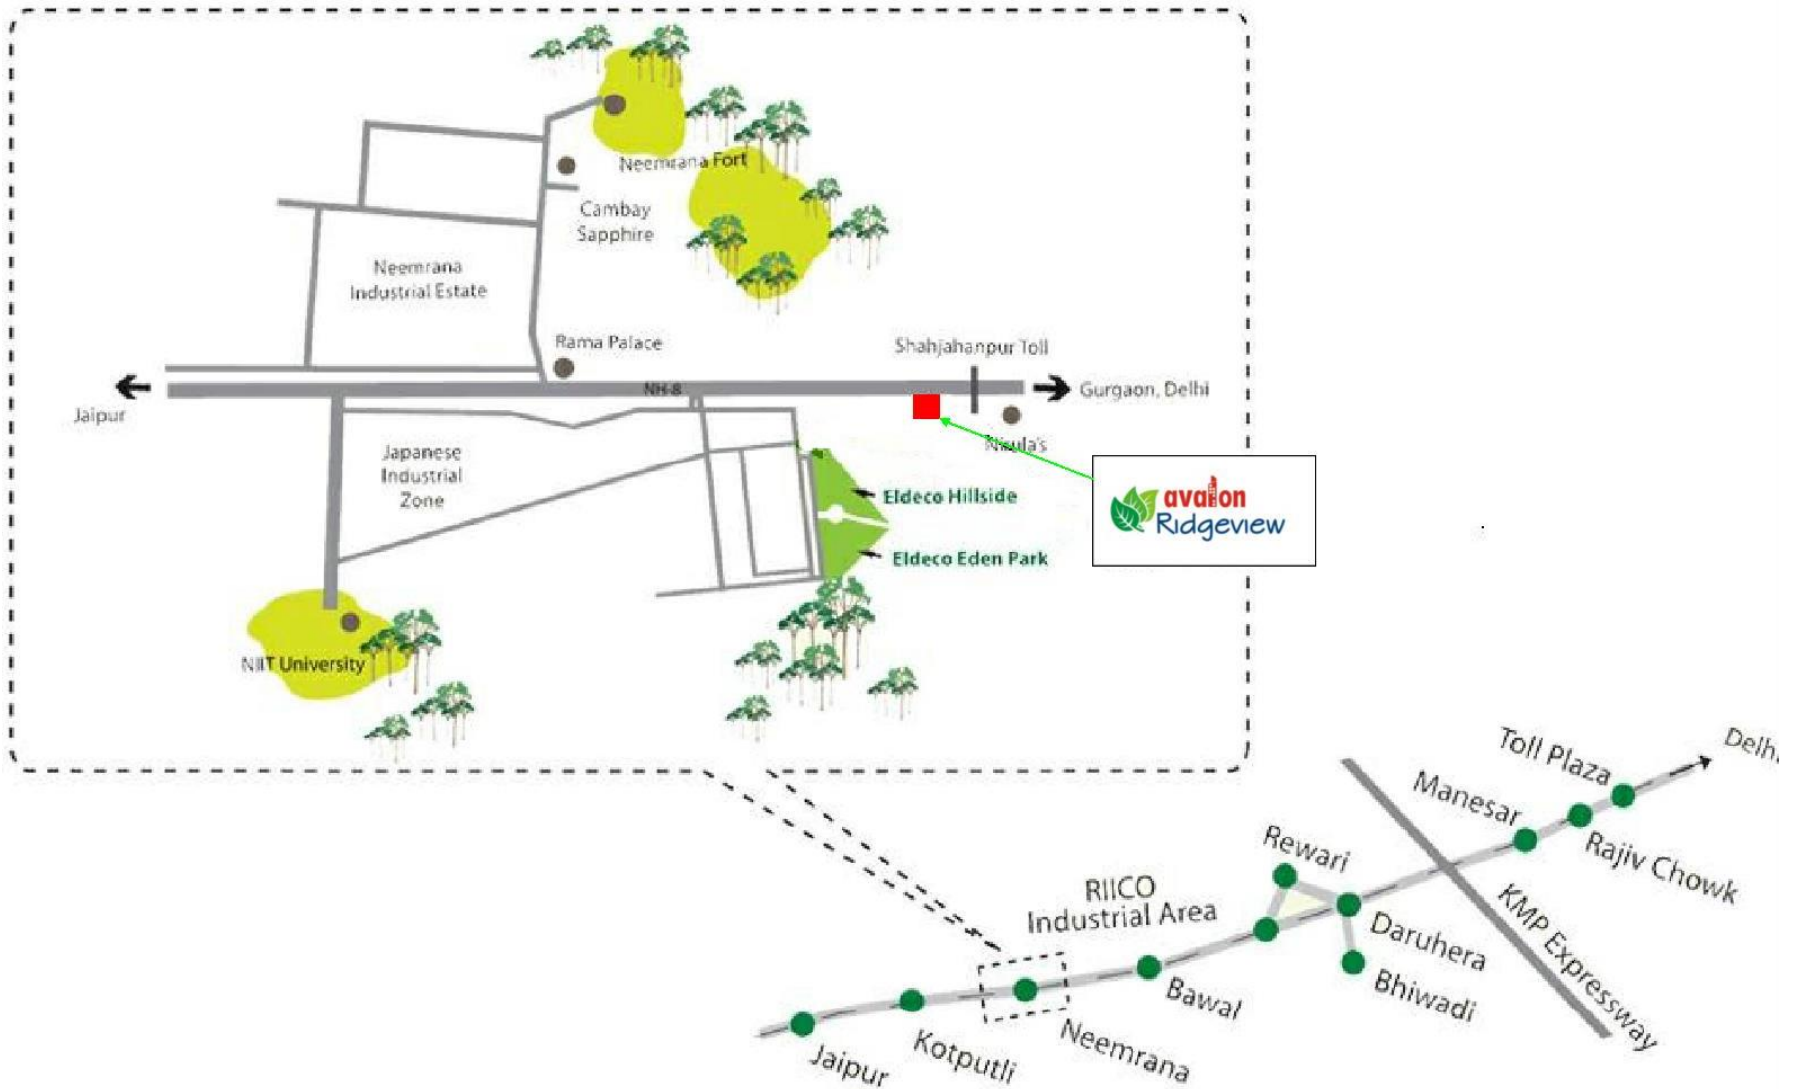 Neemrana Fort
Cambay
Sapphire
Neemrana
Industrial Estate
Rama Palace
Shahjahanpur Toll
NH-8
Gurgaon, Delhi
Jaipur
Japanese
Industrial
Zone
Eldeco Hillside
avalon
Ridgeview
Eldeco Eden Park
NIIT University
Toll Plaza
Manesar
Rajiv Chowk
Rewari
RIICO
Industrial Area
KMP Expressway
Daruhera
Bhiwadi
Bawal
Neemrana
Kotputli
Jaipur